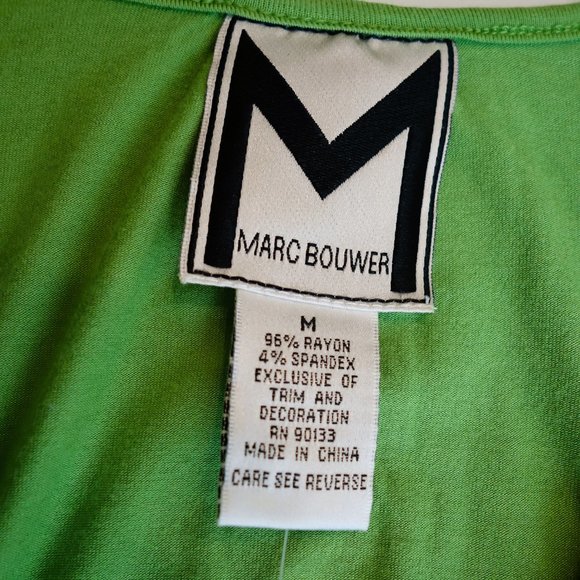 M
MARC BOUWER
M
96% RAYON
4% SPANDEX
EXCLUSIVE OF
TRIM AND
DECORATION
RN 90133
MADE IN CHINA
CARE SEE REVERSE